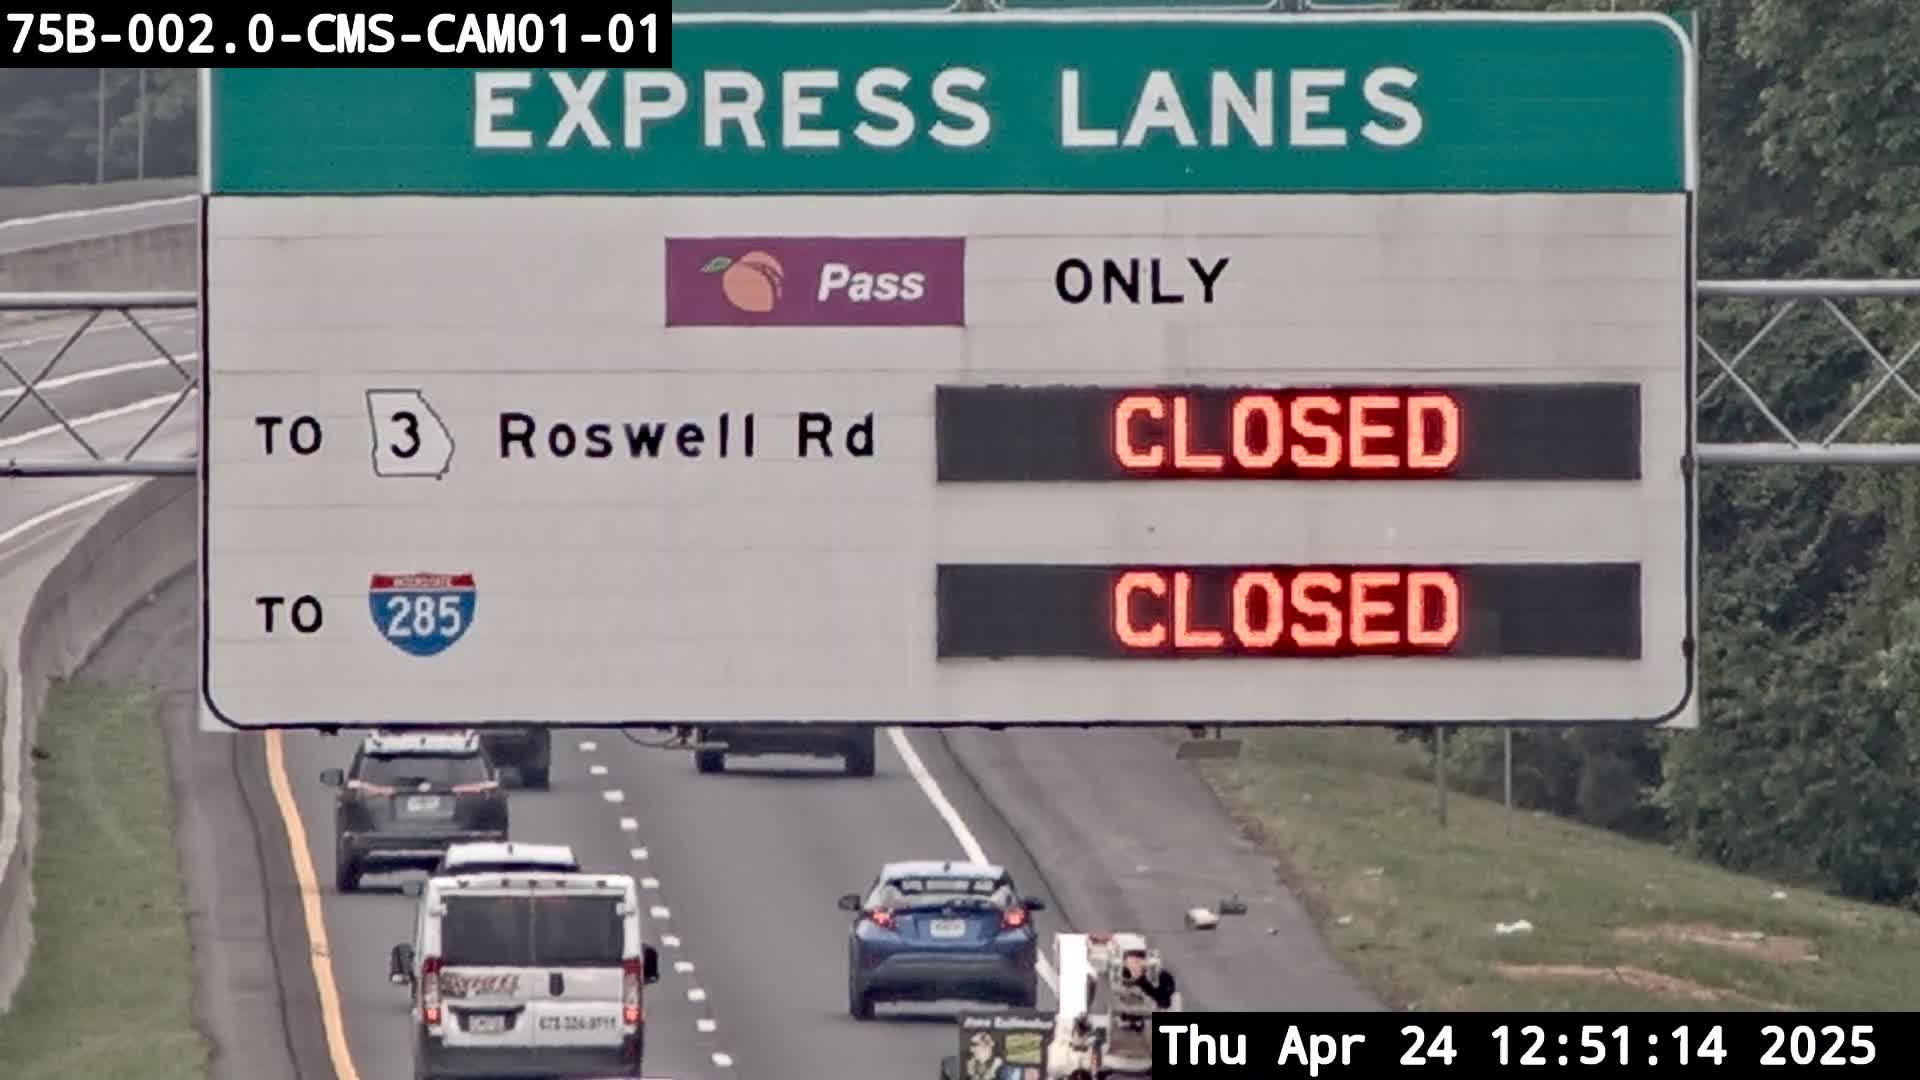 75B-002.0-CMS-CAM01-01
EXPRESS LANES
Pass ONLY
TO 3 Roswell Rd CLOSED
TO INTERSTATE 285 CLOSED
Thu Apr 24 12:51:14 2025